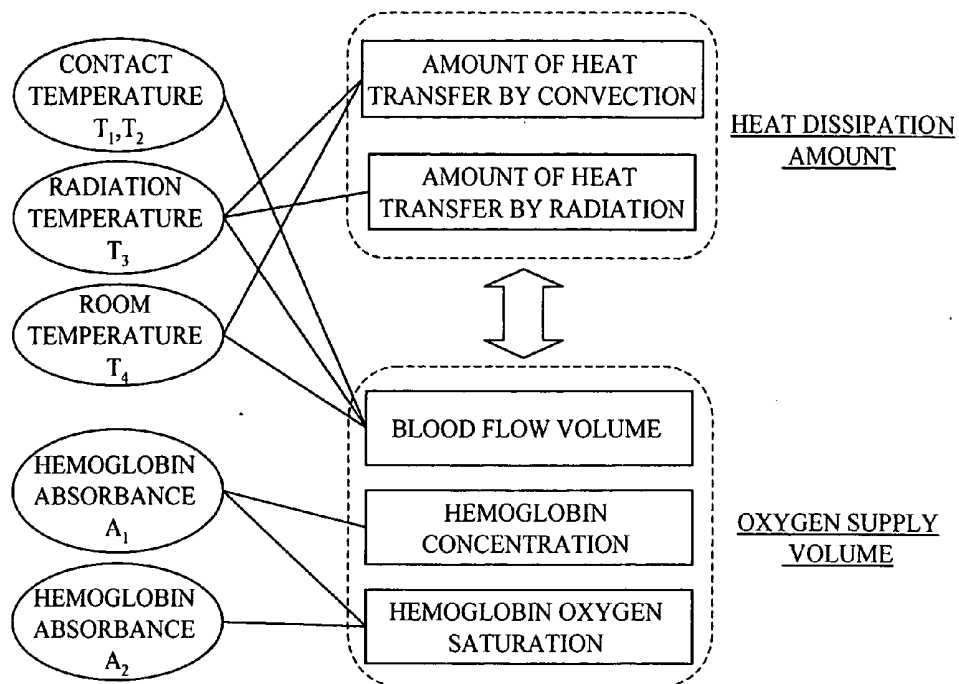 CONTACT
TEMPERATURE
T1,T2
RADIATION
TEMPERATURE
T3
ROOM
TEMPERATURE
T4
HEMOGLOBIN
ABSORBANCE
A1
HEMOGLOBIN
ABSORBANCE
A2
AMOUNT OF HEAT
TRANSFER BY CONVECTION
AMOUNT OF HEAT
TRANSFER BY RADIATION
HEAT DISSIPATION
AMOUNT
BLOOD FLOW VOLUME
HEMOGLOBIN
CONCENTRATION
HEMOGLOBIN OXYGEN
SATURATION
OXYGEN SUPPLY
VOLUME